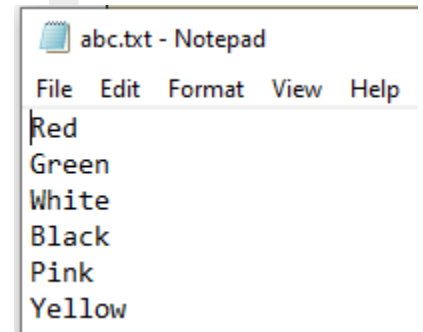 abc.txt - Notepad
File Edit Format View Help
Red
Green
White
Black
Pink
Yellow